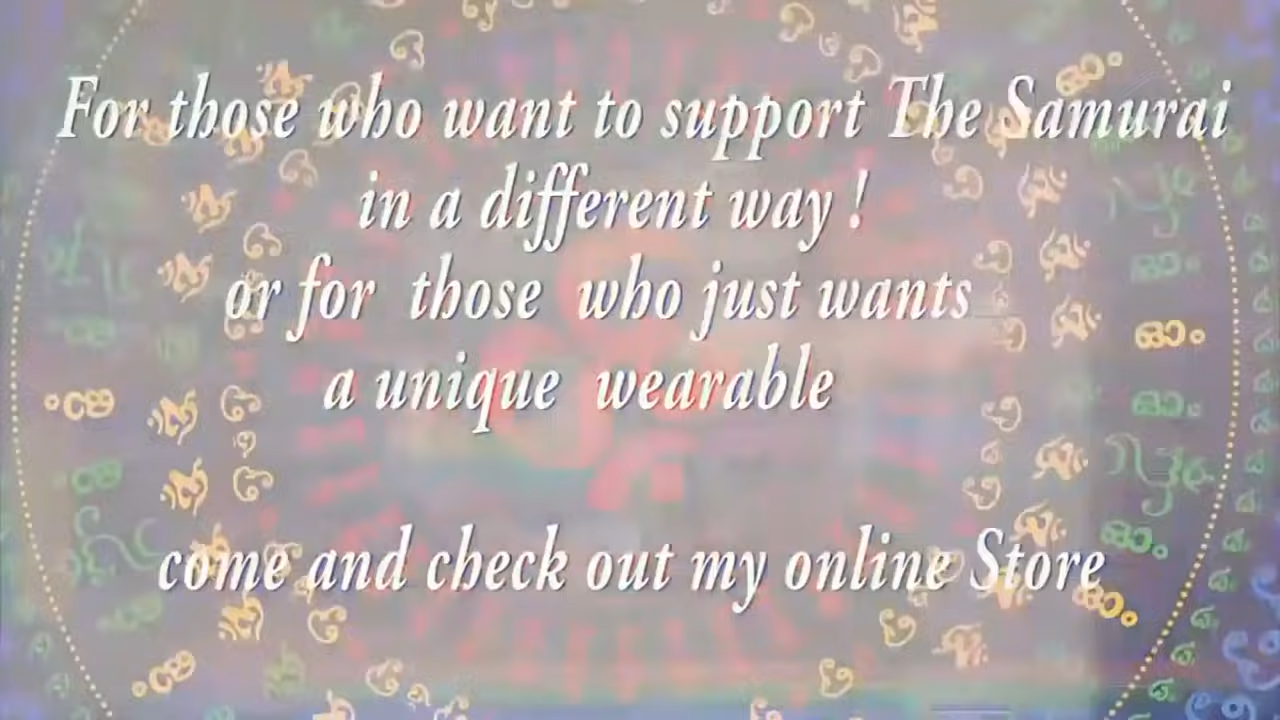 For those who want to support The Samurai
in a different way !
or for those who just wants
a unique wearable
come and check out my online Store